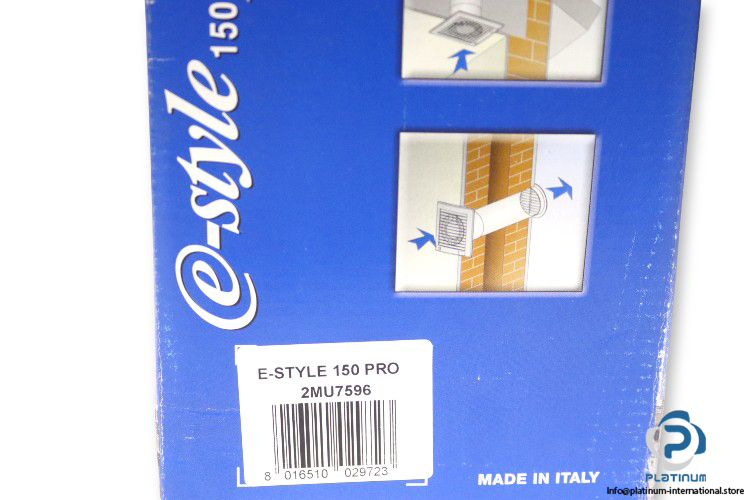 e-style 150
E-STYLE 150 PRO
2MU7596
8 016510 029723
MADE IN ITALY
PLATINUM
Info@platinum-international.store